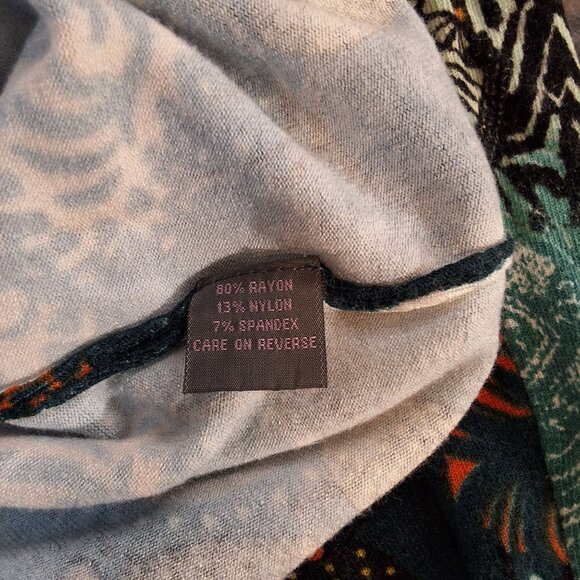 80% RAYON
13% NYLON
7% SPANDEX
CARE ON REVERSE